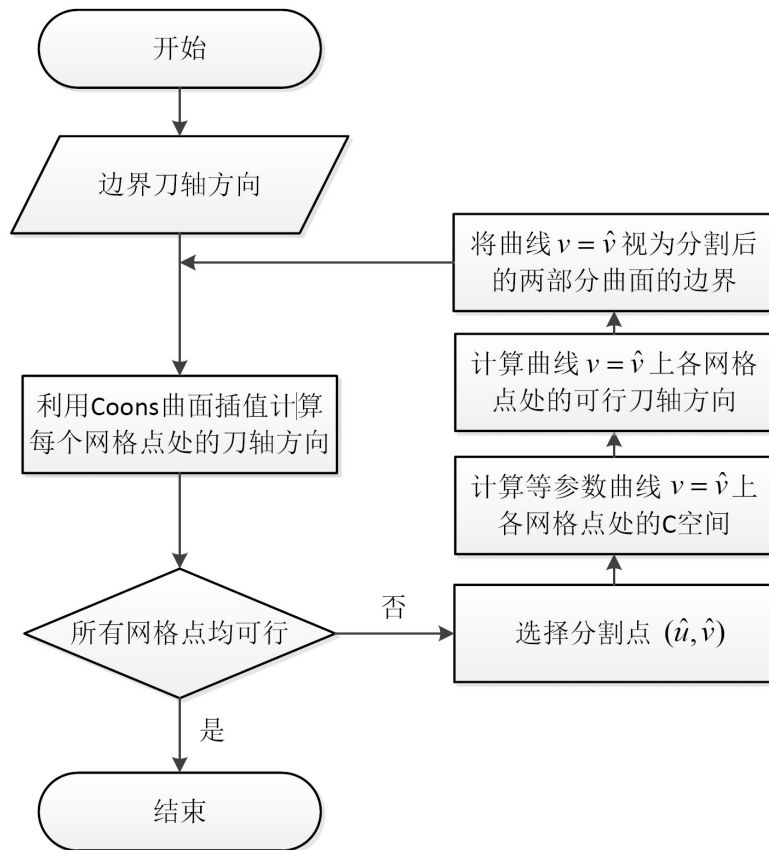 开始
边界刀轴方向
利用Coons曲面插值计算
每个网格点处的刀轴方向
所有网格点均可行
否
是
结束
选择分割点 (û,v̂)
计算等参数曲线 v = v̂ 上
各网格点处的C空间
计算曲线 v = v̂ 上各网格
点处的可行刀轴方向
将曲线 v = v̂ 视为分割后
的两部分曲面的边界